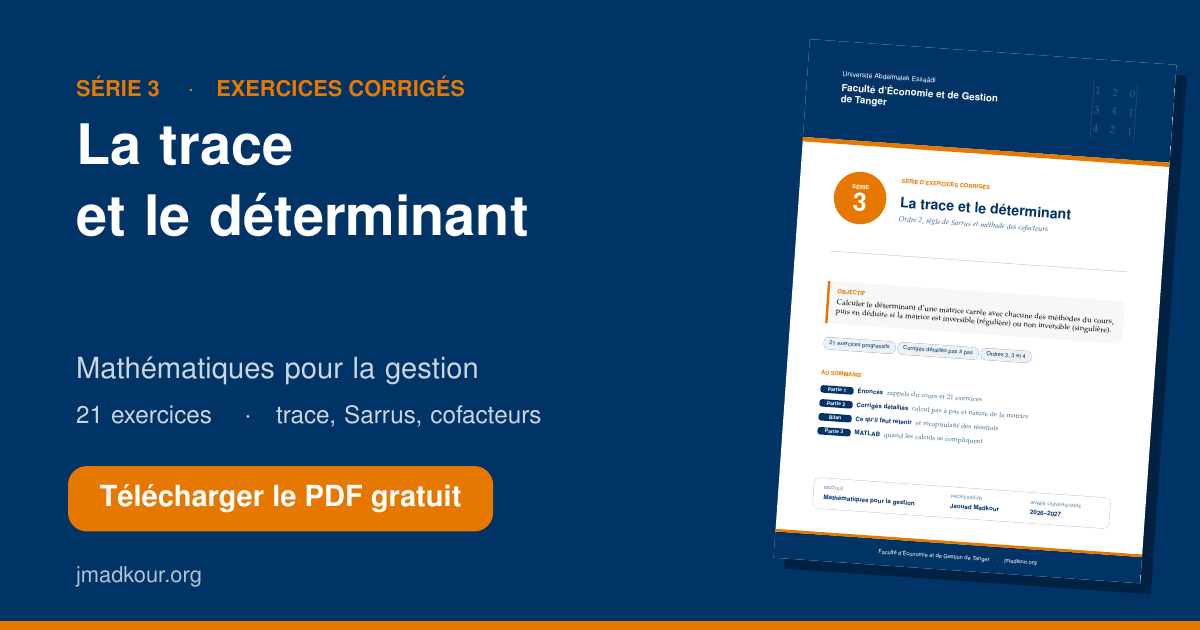 SÉRIE 3 · EXERCICES CORRIGÉS
La trace
et le déterminant
Mathématiques pour la gestion
21 exercices · trace, Sarrus, cofacteurs
Télécharger le PDF gratuit
jmadkour.org
Université Abdelmalek Essaâdi
Faculté d'Économie et de Gestion
de Tanger
1 2 0
3 4 1
4 2 1
SÉRIE
3
SÉRIE D'EXERCICES CORRIGÉS
La trace et le déterminant
Ordre 2, règle de Sarrus et méthode des cofacteurs
OBJECTIF
Calculer le déterminant d'une matrice carrée avec chacune des méthodes du cours,
puis en déduire si la matrice est inversible (régulière) ou non inversible (singulière).
21 exercices progressifs Corrigés détaillés pas à pas Ordres 2, 3 et 4
AU SOMMAIRE
Partie 1 Énoncés rappels du cours et 21 exercices
Partie 2 Corrigés détaillés calcul pas à pas et nature de la matrice
Bilan Ce qu'il faut retenir et récapitulatif des résultats
Partie 3 MATLAB quand les calculs se compliquent
MODULE PROFESSEUR ANNÉE UNIVERSITAIRE
Mathématiques pour la gestion Jaouad Madkour 2026–2027
Faculté d'Économie et de Gestion de Tanger · jmadkour.org